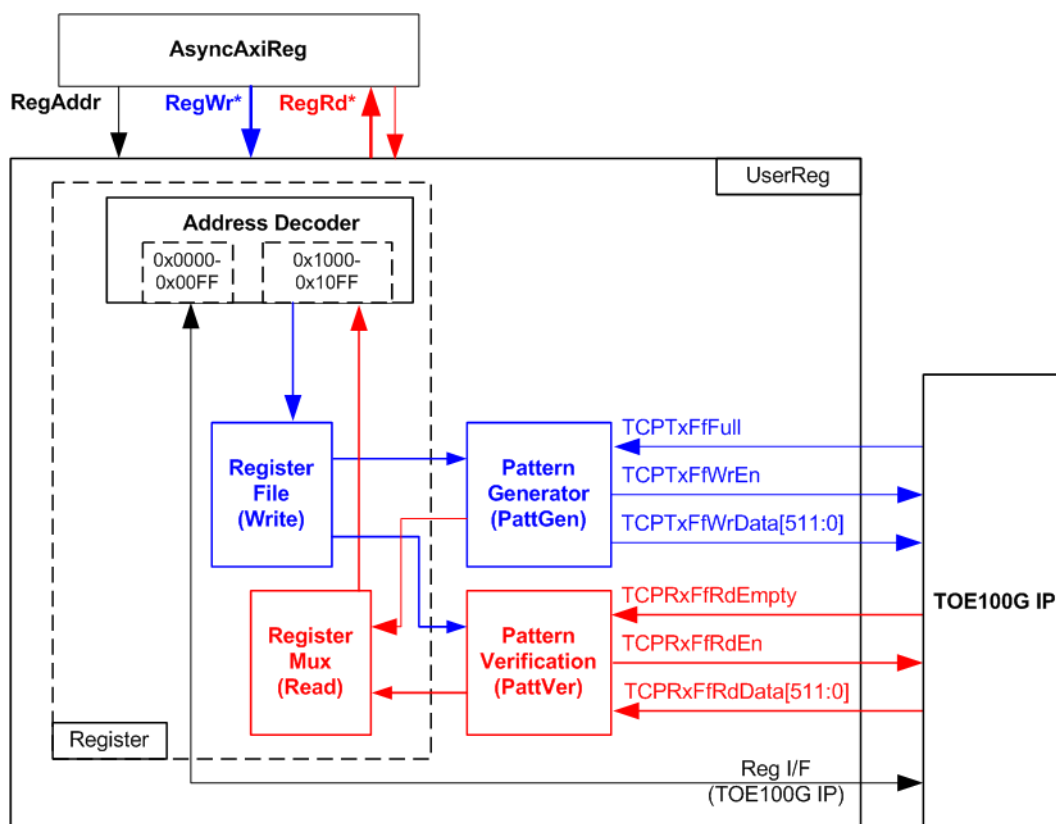 AsyncAxiReg
RegAddr
RegWr*
RegRd*
UserReg
Address Decoder
0x0000-
0x00FF
0x1000-
0x10FF
Register
File
(Write)
Pattern
Generator
(PattGen)
TCPTxFfFull
TCPTxFfWrEn
TCPTxFfWrData[511:0]
TOE100G IP
Register
Mux
(Read)
Pattern
Verification
(PattVer)
TCPRxFfRdEmpty
TCPRxFfRdEn
TCPRxFfRdData[511:0]
Register
Reg I/F
(TOE100G IP)